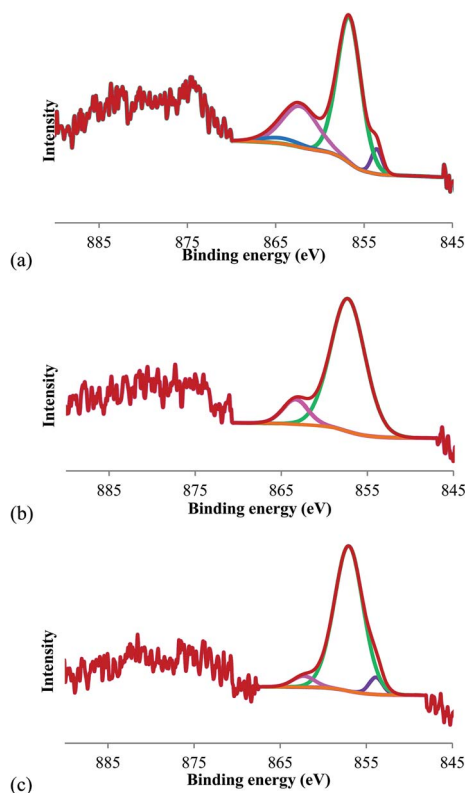 Intensity
885 875 865 855 845
Binding energy (eV)
(a)
Intensity
885 875 865 855 845
Binding energy (eV)
(b)
Intensity
885 875 865 855 845
Binding energy (eV)
(c)